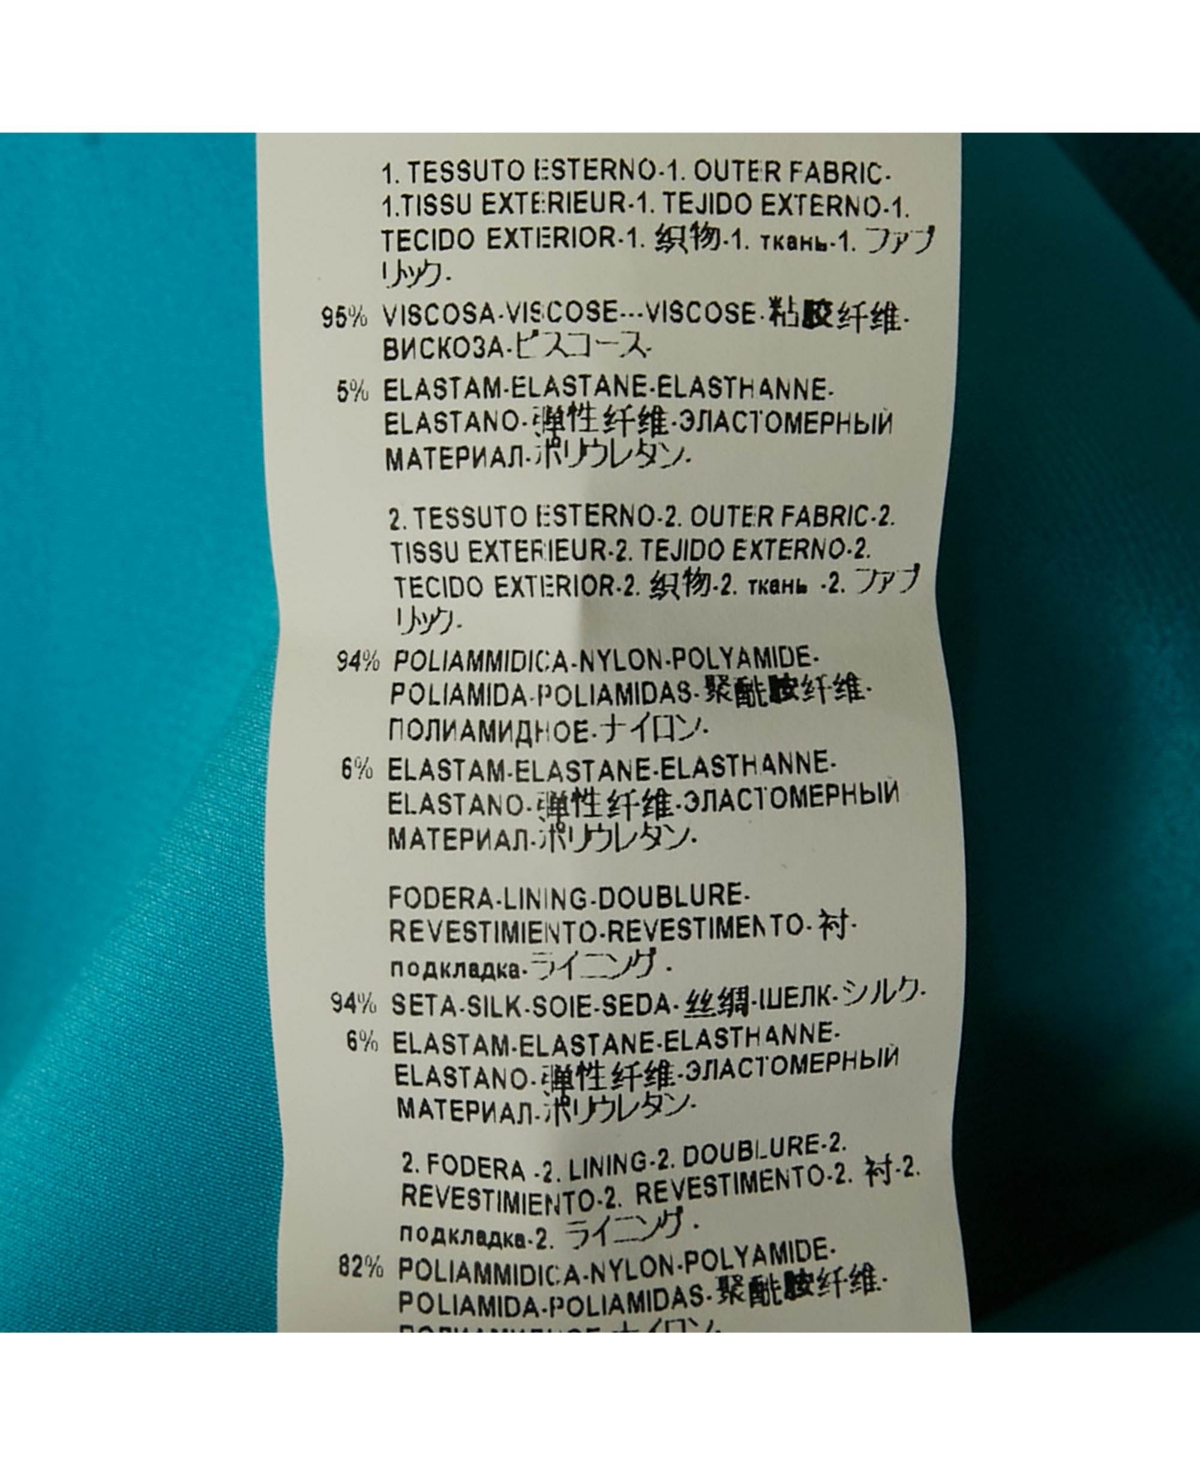 1. TESSUTO ESTERNO-1. OUTER FABRIC-
1.TISSU EXTERIEUR-1. TEJIDO EXTERNO-1.
TECIDO EXTERIOR-1. 织物-1. ткань-1. ファブ
リック.
95% VISCOSA-VISCOSE---VISCOSE-粘胶纤维-
ВИСКОЗА-ビスコース-
5% ELASTAM-ELASTANE-ELASTHANNE-
ELASTANO-弹性纤维-ЭЛАСТОМЕРНЫЙ
МАТЕРИАЛ-ポリウレタン.
2. TESSUTO ESTERNO-2. OUTER FABRIC-2.
TISSU EXTERIEUR-2. TEJIDO EXTERNO-2.
TECIDO EXTERIOR-2. 织物-2. ткань -2. ファブ
リック.
94% POLIAMMIDICA-NYLON-POLYAMIDE-
POLIAMIDA-POLIAMIDAS-聚酰胺纤维-
ПОЛИАМИДНОЕ-ナイロン.
6% ELASTAM-ELASTANE-ELASTHANNE-
ELASTANO-弹性纤维-ЭЛАСТОМЕРНЫЙ
МАТЕРИАЛ-ポリウレタン.
FODERA-LINING-DOUBLURE-
REVESTIMIENTO-REVESTIMENTO-衬-
подкладка-ライニング .
94% SETA-SILK-SOIE-SEDA-丝绸-ШЕЛК-シルク-
6% ELASTAM-ELASTANE-ELASTHANNE-
ELASTANO-弹性纤维-ЭЛАСТОМЕРНЫЙ
МАТЕРИАЛ-ポリウレタン.
2. FODERA -2. LINING-2. DOUBLURE-2.
REVESTIMIENTO-2. REVESTIMENTO-2. 衬-2.
подкладка-2. ライニング .
82% POLIAMMIDICA-NYLON-POLYAMIDE-
POLIAMIDA-POLIAMIDAS-聚酰胺纤维-
ПОЛИАМИДНОЕ-ナイロン.